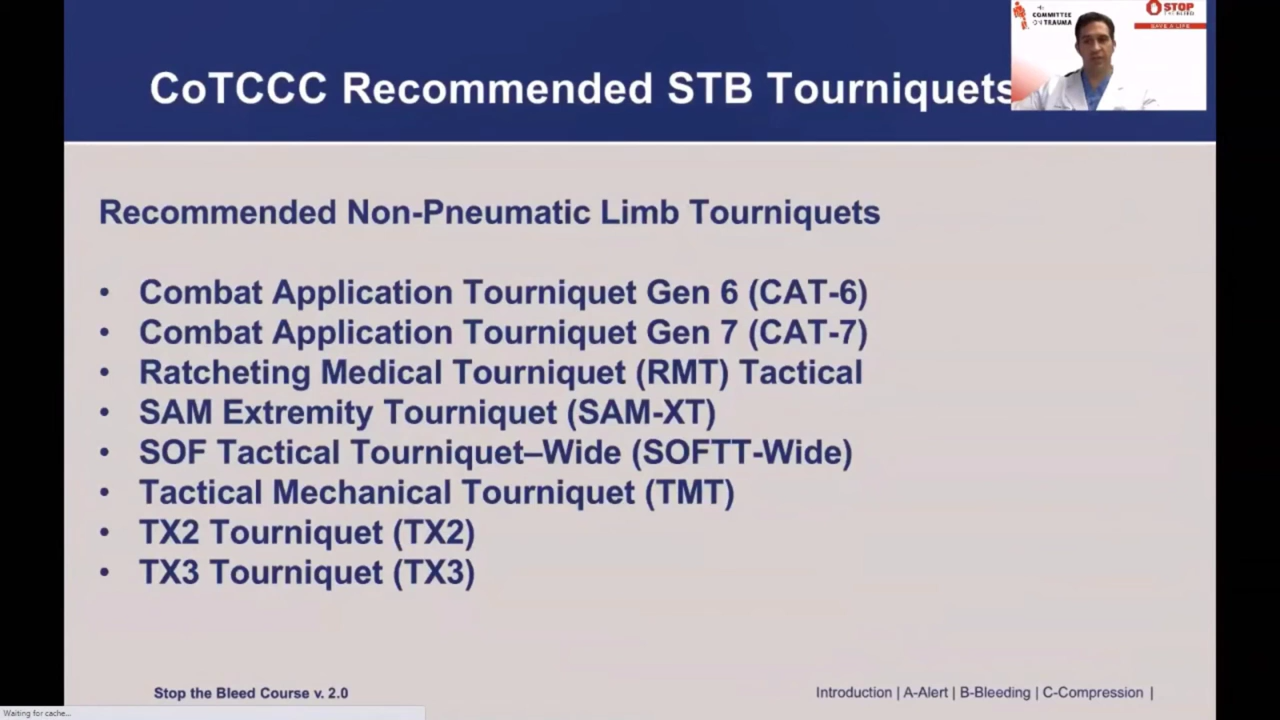 COMMITTEE
ON TRAUMA
STOP
SAVE A LIFE
CoTCCC Recommended STB Tourniquets
Recommended Non-Pneumatic Limb Tourniquets
• Combat Application Tourniquet Gen 6 (CAT-6)
• Combat Application Tourniquet Gen 7 (CAT-7)
• Ratcheting Medical Tourniquet (RMT) Tactical
• SAM Extremity Tourniquet (SAM-XT)
• SOF Tactical Tourniquet–Wide (SOFTT-Wide)
• Tactical Mechanical Tourniquet (TMT)
• TX2 Tourniquet (TX2)
• TX3 Tourniquet (TX3)
Stop the Bleed Course v. 2.0
Introduction | A-Alert | B-Bleeding | C-Compression |
Waiting for cache...